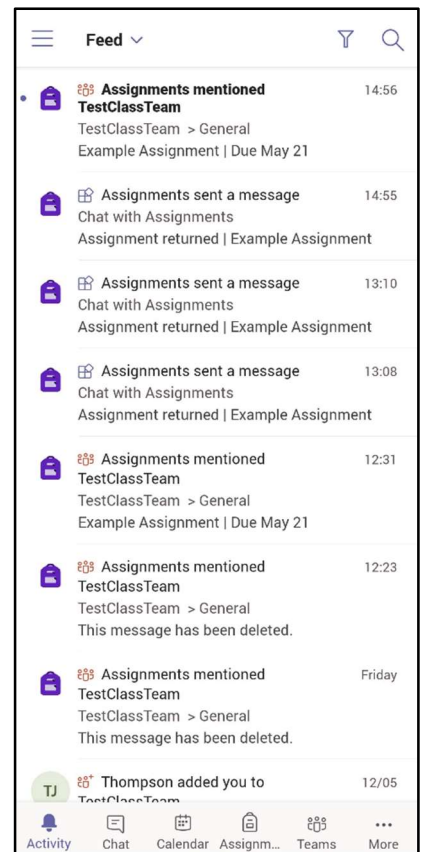 Feed
Assignments mentioned 14:56
TestClassTeam
TestClassTeam > General
Example Assignment | Due May 21
Assignments sent a message 14:55
Chat with Assignments
Assignment returned | Example Assignment
Assignments sent a message 13:10
Chat with Assignments
Assignment returned | Example Assignment
Assignments sent a message 13:08
Chat with Assignments
Assignment returned | Example Assignment
Assignments mentioned 12:31
TestClassTeam
TestClassTeam > General
Example Assignment | Due May 21
Assignments mentioned 12:23
TestClassTeam
TestClassTeam > General
This message has been deleted.
Assignments mentioned Friday
TestClassTeam
TestClassTeam > General
This message has been deleted.
TJ Thompson added you to 12/05
TestClassTeam
Activity Chat Calendar Assignm... Teams More